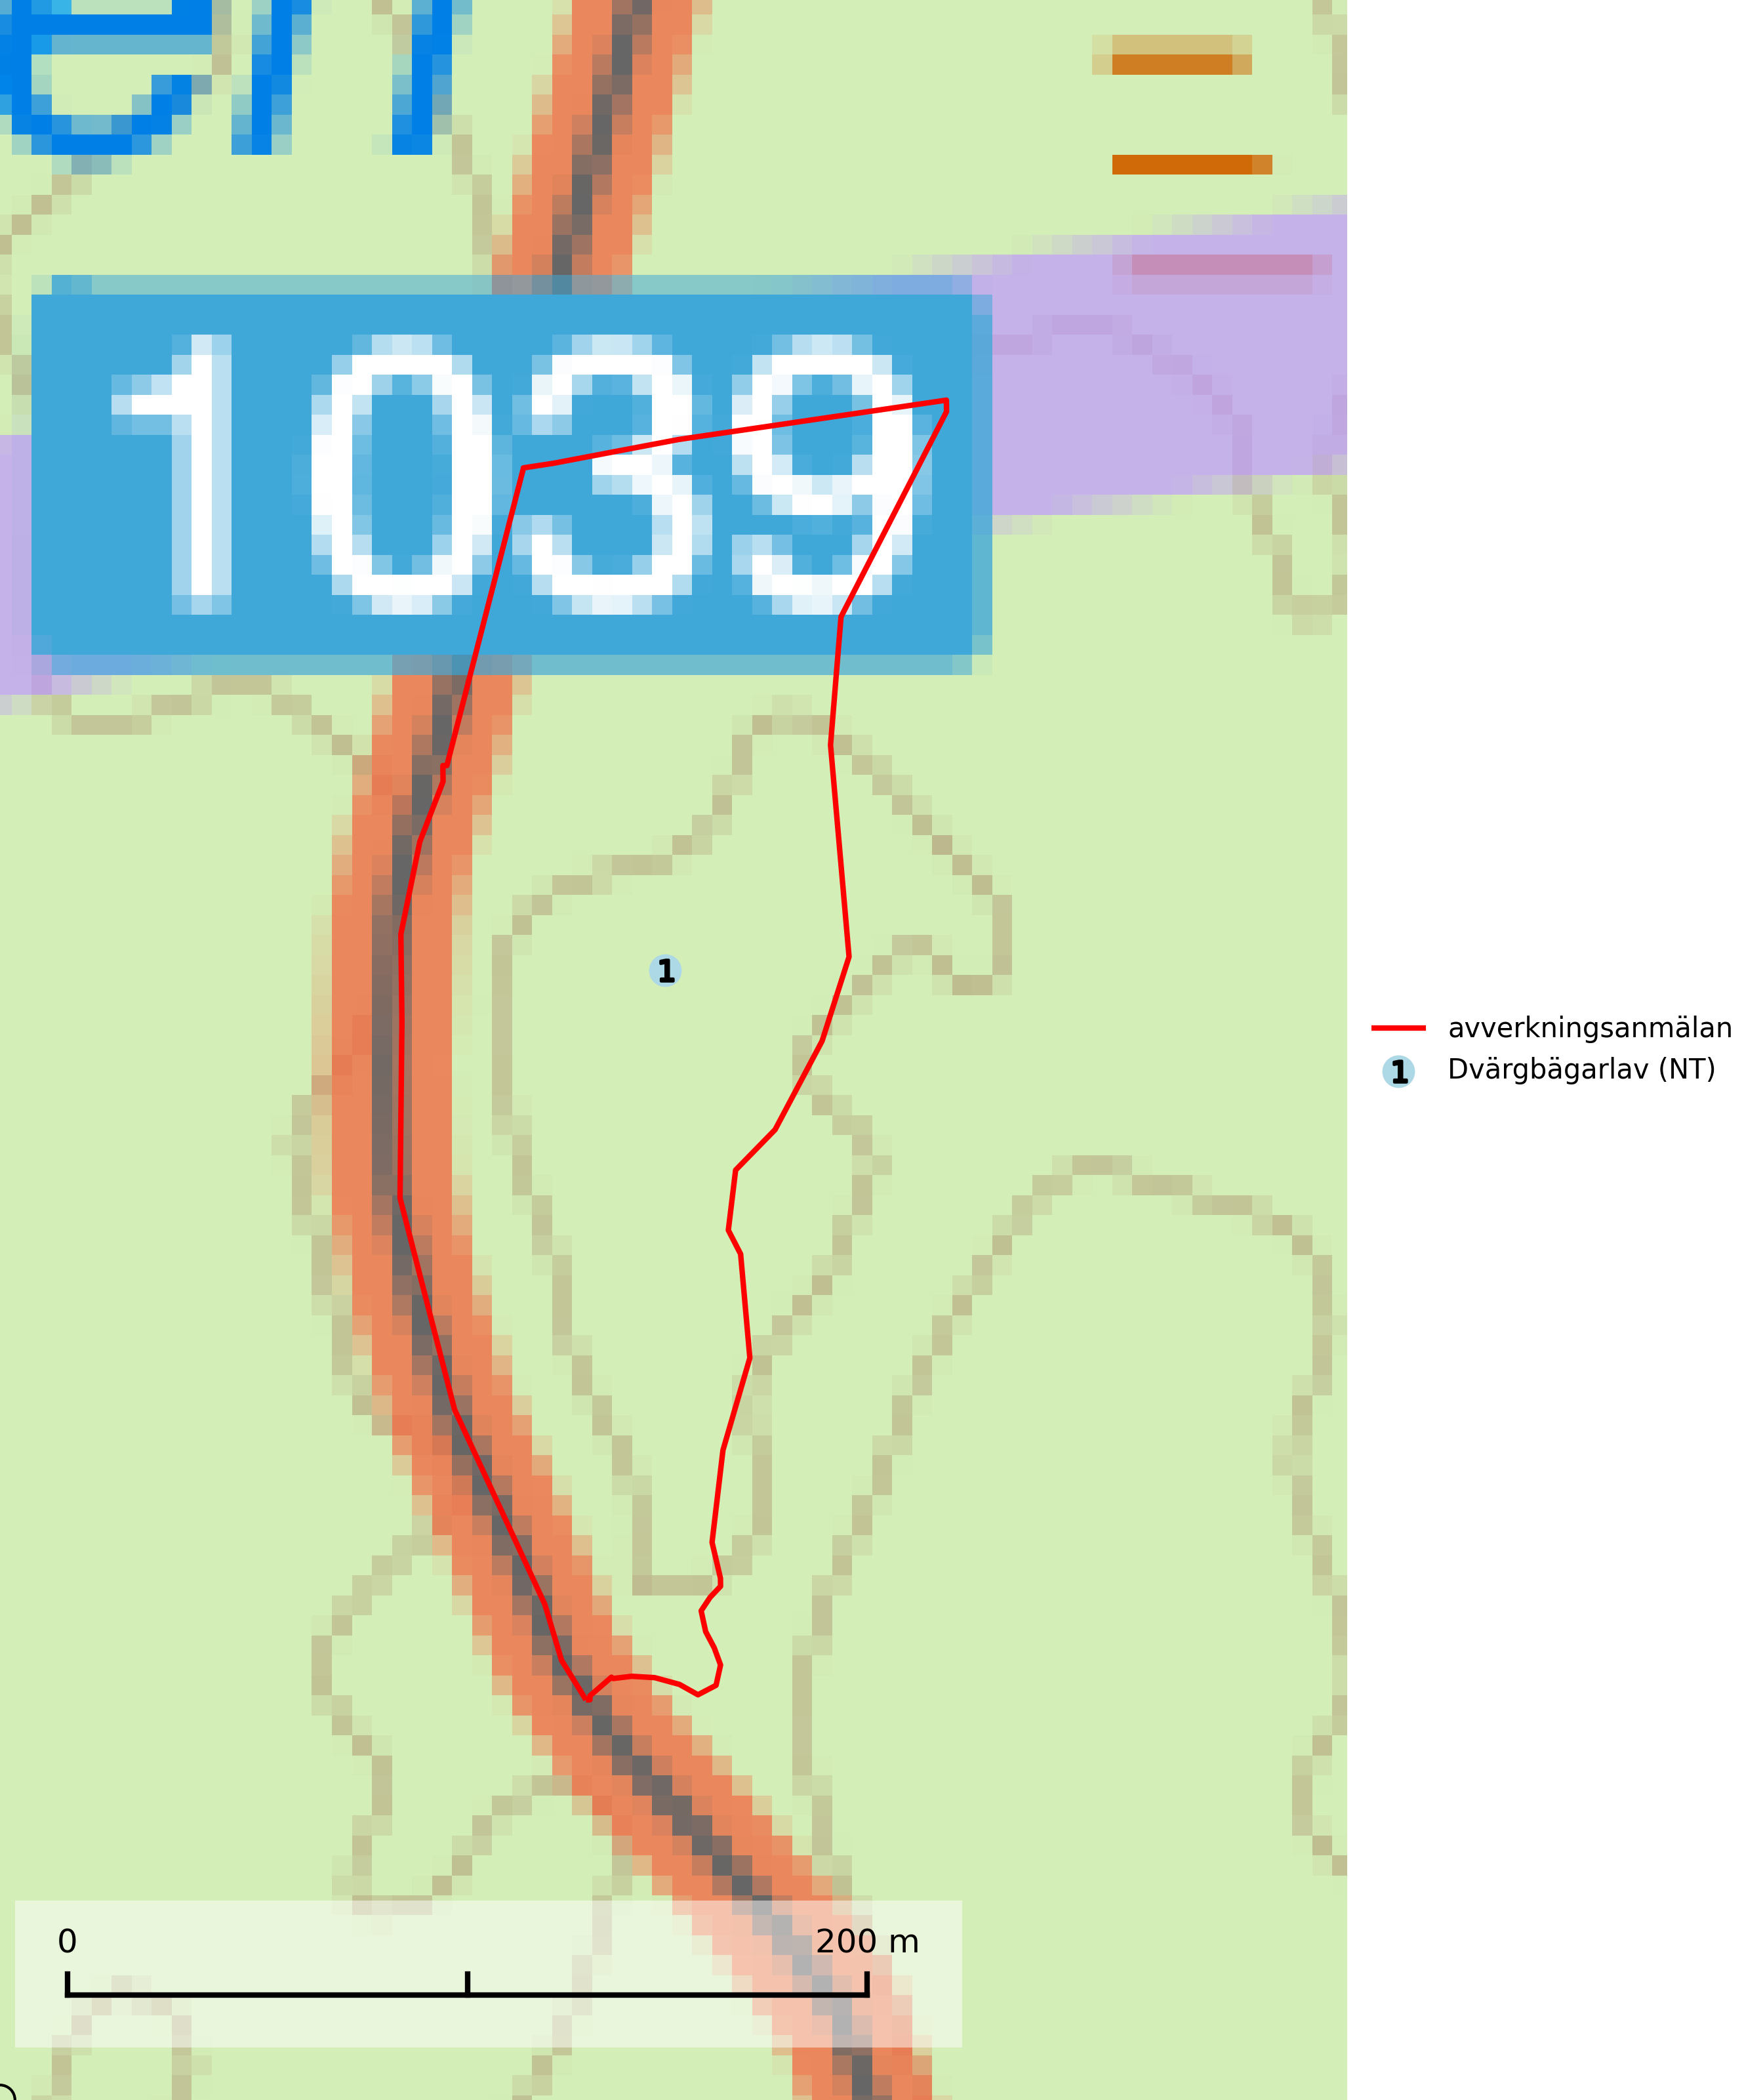 1039
1
avverkningsanmälan
1 Dvärgbägarlav (NT)
0 200 m